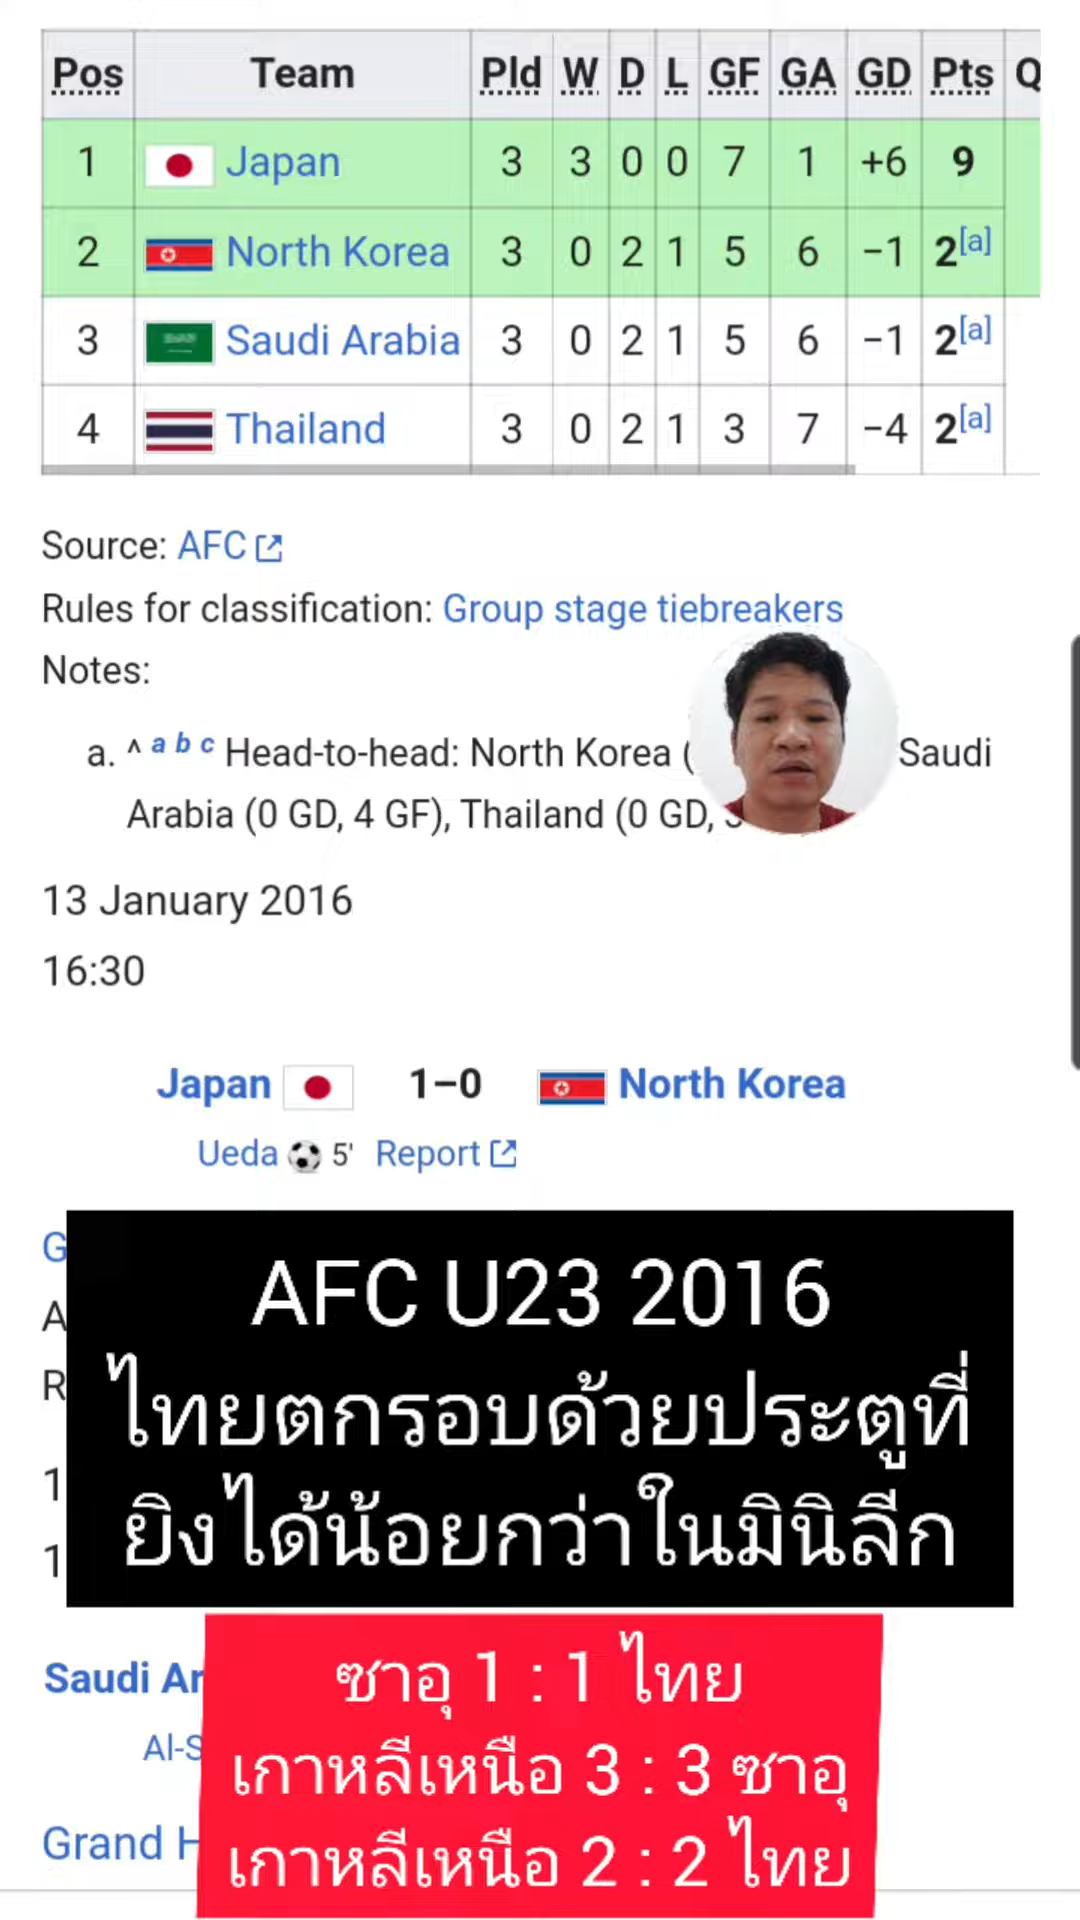 Pos Team Pld W D L GF GA GD Pts Q
1 Japan 3 3 0 0 7 1 +6 9
2 North Korea 3 0 2 1 5 6 −1 2[a]
3 Saudi Arabia 3 0 2 1 5 6 −1 2[a]
4 Thailand 3 0 2 1 3 7 −4 2[a]
Source: AFC
Rules for classification: Group stage tiebreakers
Notes:
a. ^ a b c Head-to-head: North Korea ( Saudi
Arabia (0 GD, 4 GF), Thailand (0 GD,
13 January 2016
16:30
Japan 1–0 North Korea
Ueda 5' Report
G
A
R
AFC U23 2016
ไทยตกรอบด้วยประตูที่
ยิงได้น้อยกว่าในมินิลีก
1
1
Saudi Ar
Al-S
Grand H
ซาอุ 1 : 1 ไทย
เกาหลีเหนือ 3 : 3 ซาอุ
เกาหลีเหนือ 2 : 2 ไทย